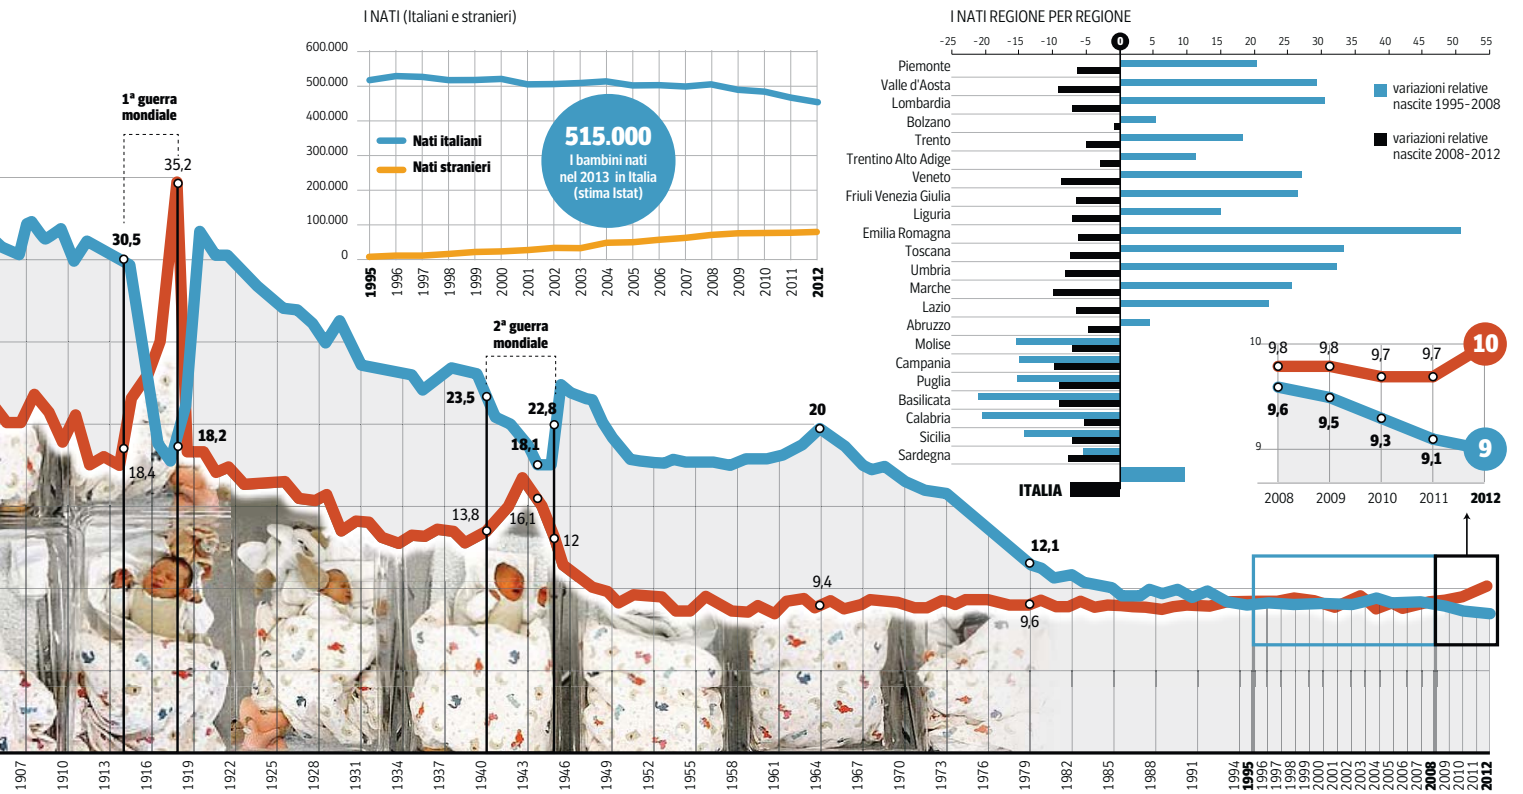 I NATI (Italiani e stranieri)
600.000
500.000
400.000
300.000
200.000
100.000
0
Nati italiani
Nati stranieri
515.000
I bambini nati
nel 2013 in Italia
(stima Istat)
1995
1996
1997
1998
1999
2000
2001
2002
2003
2004
2005
2006
2007
2008
2009
2010
2011
2012
I NATI REGIONE PER REGIONE
-25 -20 -15 -10 -5 0 5 10 15 20 25 30 35 40 45 50 55
Piemonte
Valle d'Aosta
Lombardia
Bolzano
Trento
Trentino Alto Adige
Veneto
Friuli Venezia Giulia
Liguria
Emilia Romagna
Toscana
Umbria
Marche
Lazio
Abruzzo
Molise
Campania
Puglia
Basilicata
Calabria
Sicilia
Sardegna
ITALIA
variazioni relative
nascite 1995-2008
variazioni relative
nascite 2008-2012
1ª guerra
mondiale
35,2
30,5
18,4
18,2
2ª guerra
mondiale
23,5
22,8
18,1
13,8
16,1
12
20
9,4
12,1
9,6
10
9
9,8
9,8
9,7
9,7
10
9,6
9,5
9,3
9,1
9
2008
2009
2010
2011
2012
1907
1910
1913
1916
1919
1922
1925
1928
1931
1934
1937
1940
1943
1946
1949
1952
1955
1958
1961
1964
1967
1970
1973
1976
1979
1982
1985
1988
1991
1994
1995
1996
1997
1998
1999
2000
2001
2002
2003
2004
2005
2006
2007
2008
2009
2010
2011
2012